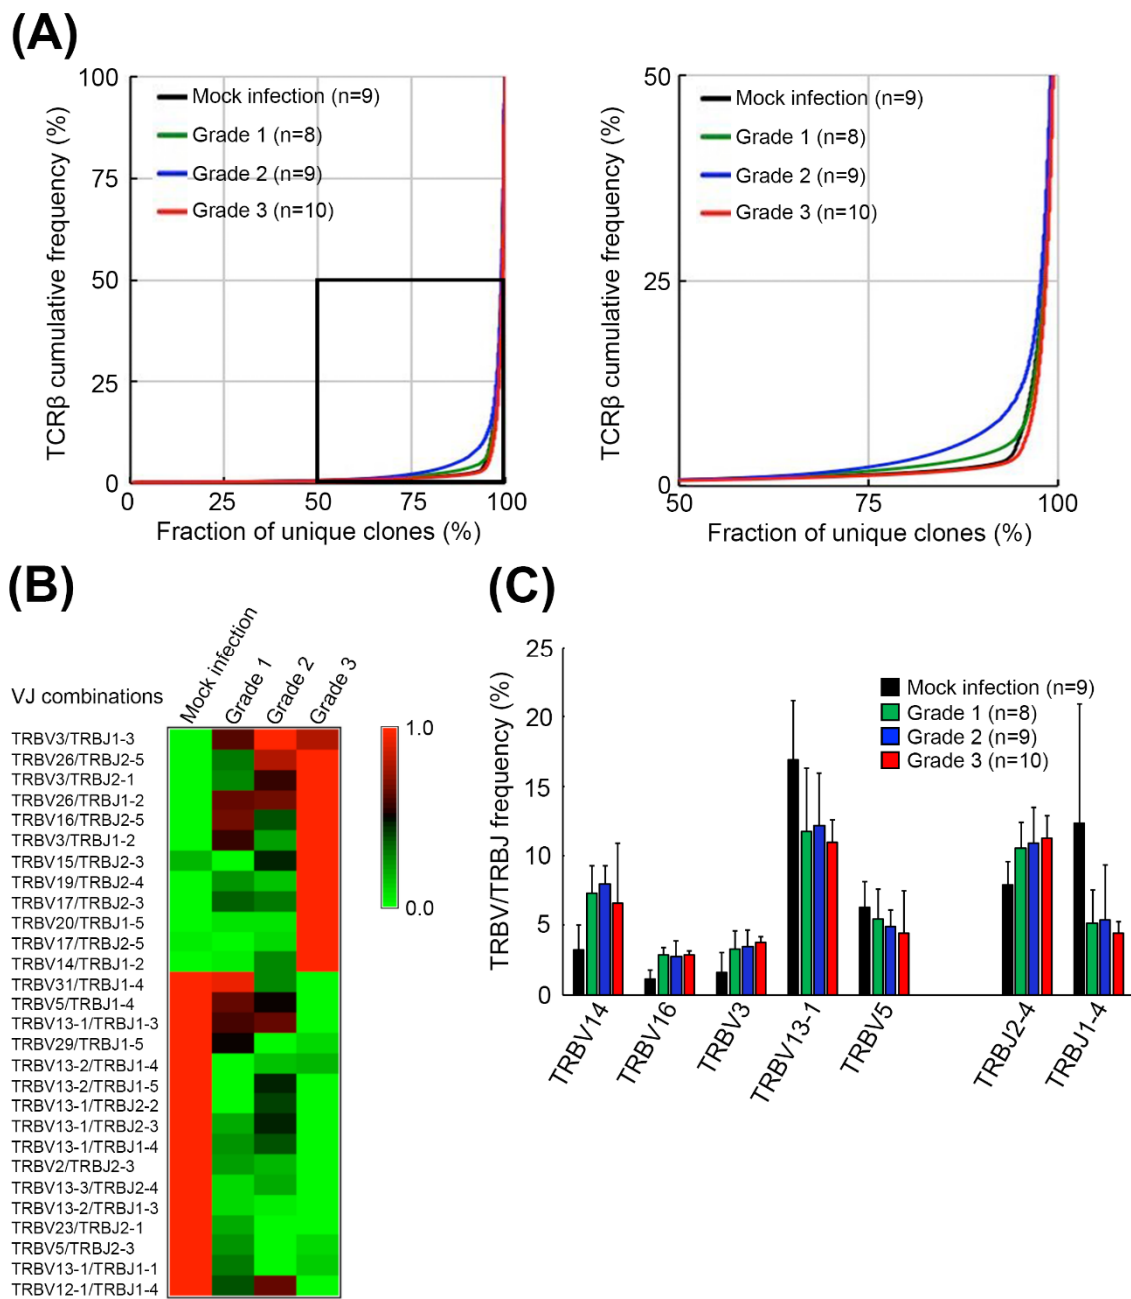 (A)
100
75
50
25
0
TCRβ cumulative frequency (%)
Mock infection (n=9)
Grade 1 (n=8)
Grade 2 (n=9)
Grade 3 (n=10)
0 25 50 75 100
Fraction of unique clones (%)
50
25
0
TCRβ cumulative frequency (%)
Mock infection (n=9)
Grade 1 (n=8)
Grade 2 (n=9)
Grade 3 (n=10)
50 75 100
Fraction of unique clones (%)
(B)
VJ combinations
Mock infection
Grade 1
Grade 2
Grade 3
TRBV3/TRBJ1-3
TRBV26/TRBJ2-5
TRBV3/TRBJ2-1
TRBV26/TRBJ1-2
TRBV16/TRBJ2-5
TRBV3/TRBJ1-2
TRBV15/TRBJ2-3
TRBV19/TRBJ2-4
TRBV17/TRBJ2-3
TRBV20/TRBJ1-5
TRBV17/TRBJ2-5
TRBV14/TRBJ1-2
TRBV31/TRBJ1-4
TRBV5/TRBJ1-4
TRBV13-1/TRBJ1-3
TRBV29/TRBJ1-5
TRBV13-2/TRBJ1-4
TRBV13-2/TRBJ1-5
TRBV13-1/TRBJ2-2
TRBV13-1/TRBJ2-3
TRBV13-1/TRBJ1-4
TRBV2/TRBJ2-3
TRBV13-3/TRBJ2-4
TRBV13-2/TRBJ1-3
TRBV23/TRBJ2-1
TRBV5/TRBJ2-3
TRBV13-1/TRBJ1-1
TRBV12-1/TRBJ1-4
1.0
0.0
(C)
25
20
15
10
5
0
TRBV/TRBJ frequency (%)
Mock infection (n=9)
Grade 1 (n=8)
Grade 2 (n=9)
Grade 3 (n=10)
TRBV14
TRBV16
TRBV3
TRBV13-1
TRBV5
TRBJ2-4
TRBJ1-4